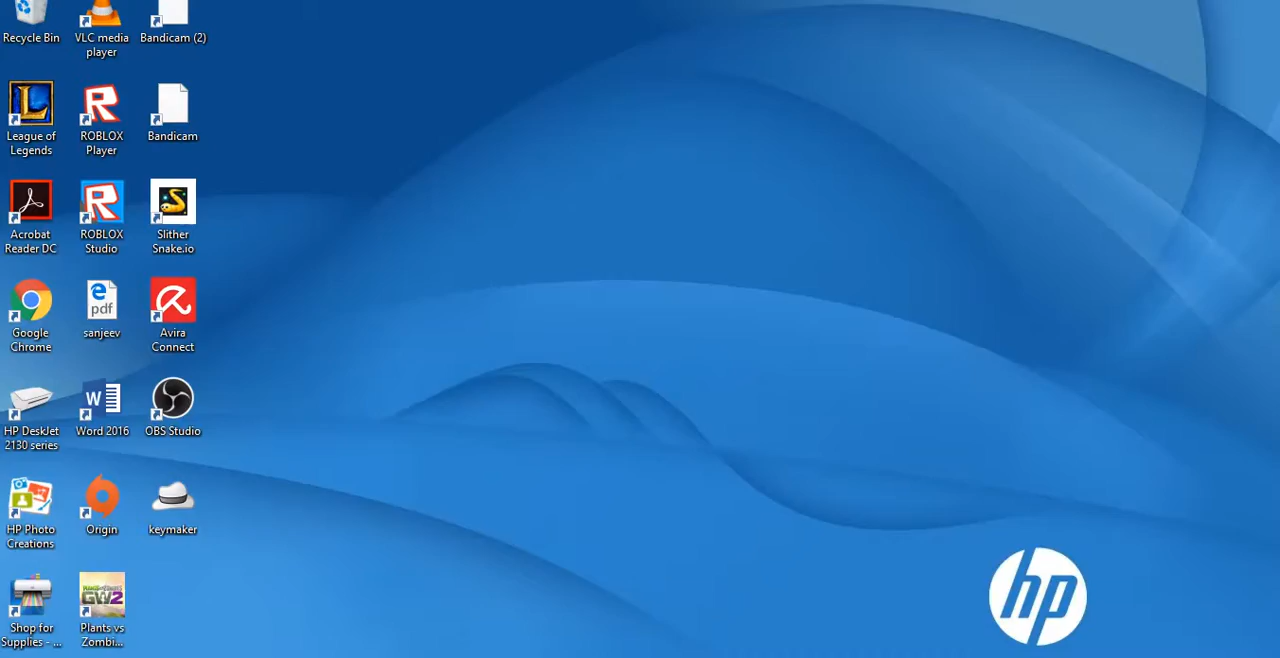 Recycle Bin
VLC media
player
Bandicam (2)
League of
Legends
ROBLOX
Player
Bandicam
Acrobat
Reader DC
ROBLOX
Studio
Slither
Snake.io
Google
Chrome
pdf
sanjeev
Avira
Connect
HP DeskJet
2130 series
W
Word 2016
OBS Studio
HP Photo
Creations
Origin
keymaker
Shop for
Supplies - ...
GW2
Plants vs
Zombi...
hp